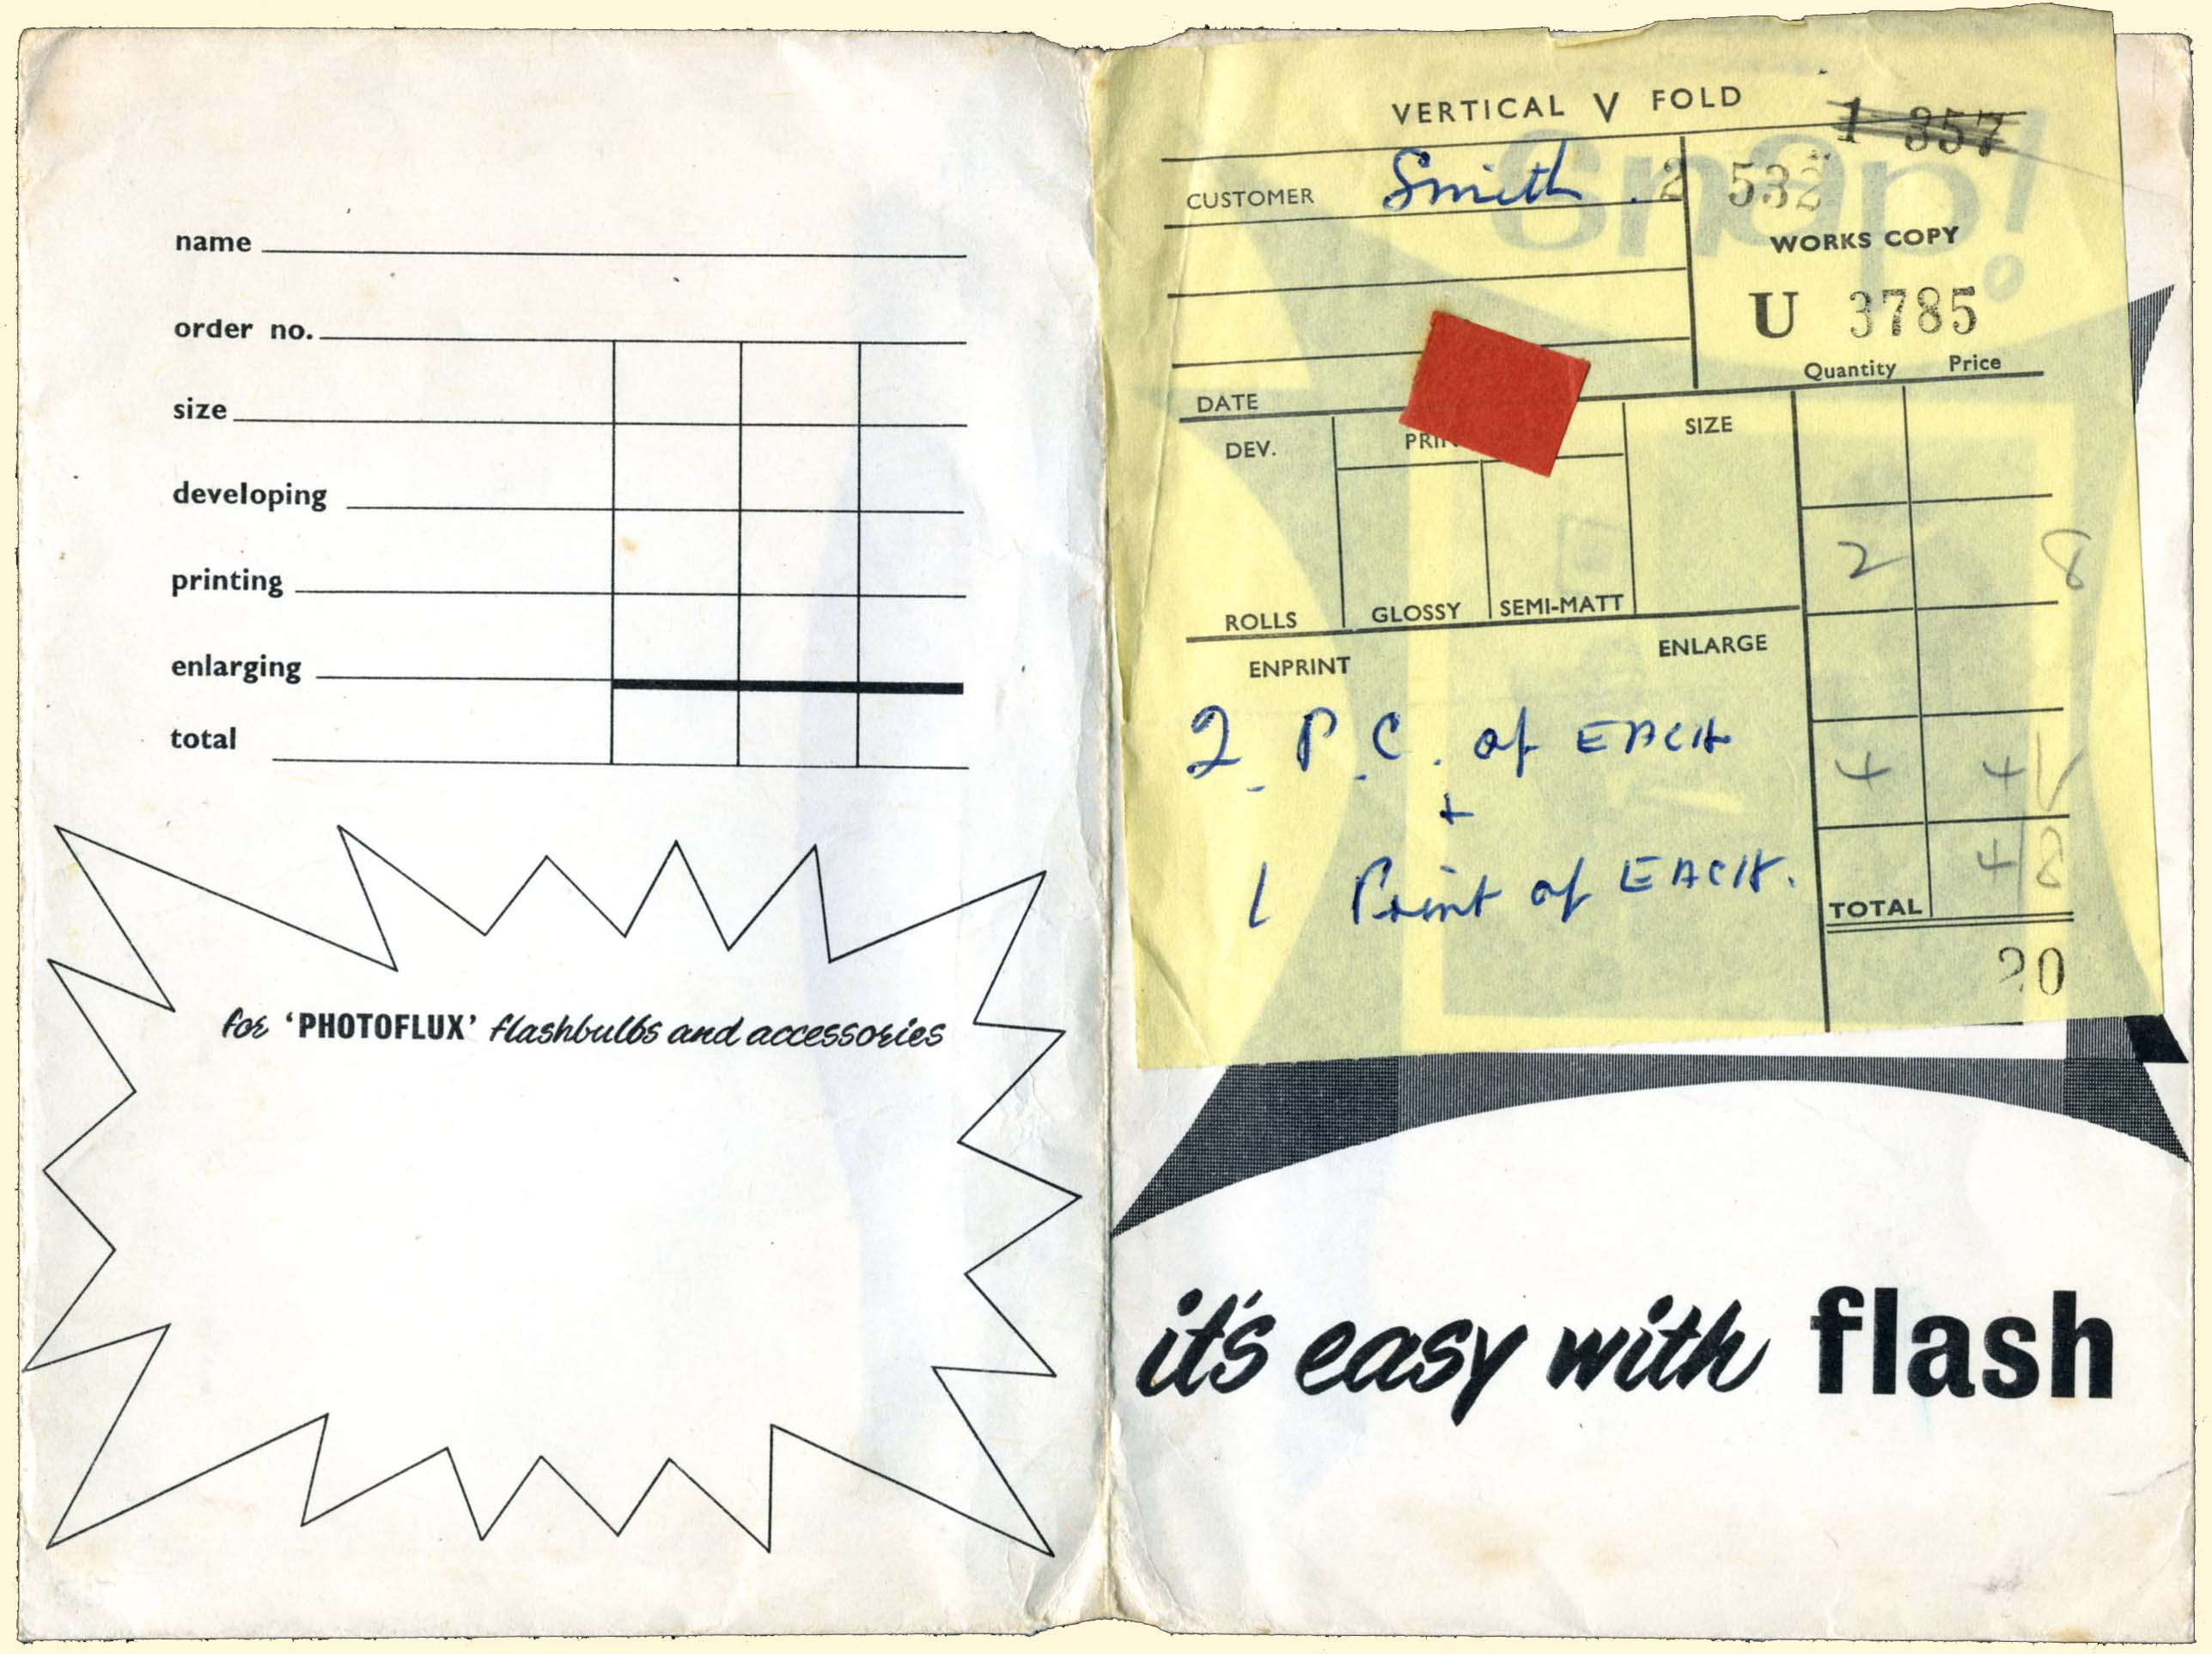 name
order no.
size
developing
printing
enlarging
total
for 'PHOTOFLUX' flashbulbs and accessories
VERTICAL V FOLD
1 357
CUSTOMER Smith . 2 532
Snap!
WORKS COPY
U 3785
Quantity Price
DATE
DEV. SIZE
2 8
ROLLS GLOSSY SEMI-MATT
ENPRINT ENLARGE
2 P.C. of EACH
4 4
+
1 Print of EACH.
4 8
TOTAL
20
it's easy with flash